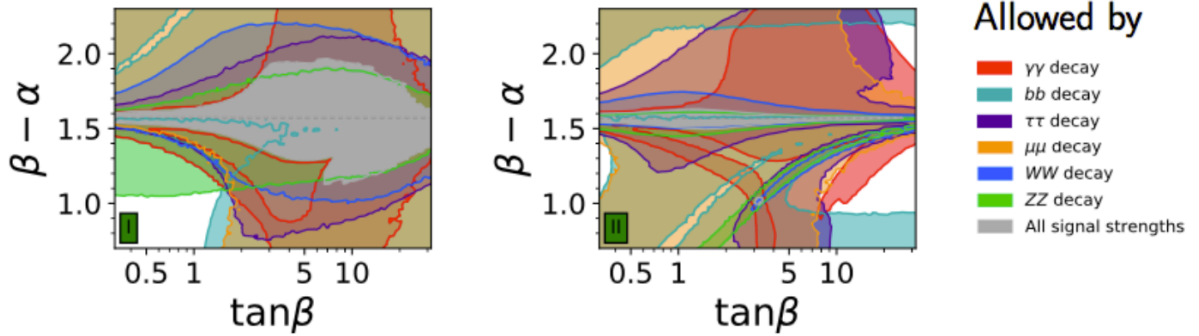 Allowed by
γγ decay
bb decay
ττ decay
μμ decay
WW decay
ZZ decay
All signal strengths
β − α
2.0
1.5
1.0
I
0.5 1 5 10
tanβ
β − α
2.0
1.5
1.0
II
0.5 1 5 10
tanβ